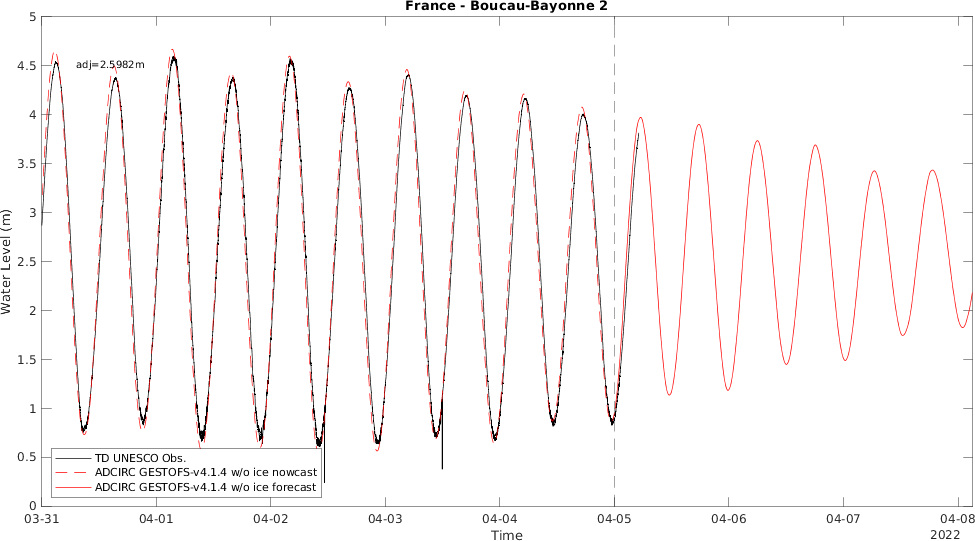 France - Boucau-Bayonne 2
5
4.5
4
3.5
3
2.5
2
1.5
1
0.5
0
Water Level (m)
adj=2.5982m
TD UNESCO Obs.
ADCIRC GESTOFS-v4.1.4 w/o ice nowcast
ADCIRC GESTOFS-v4.1.4 w/o ice forecast
03-31 04-01 04-02 04-03 04-04 04-05 04-06 04-07 04-08
Time
2022